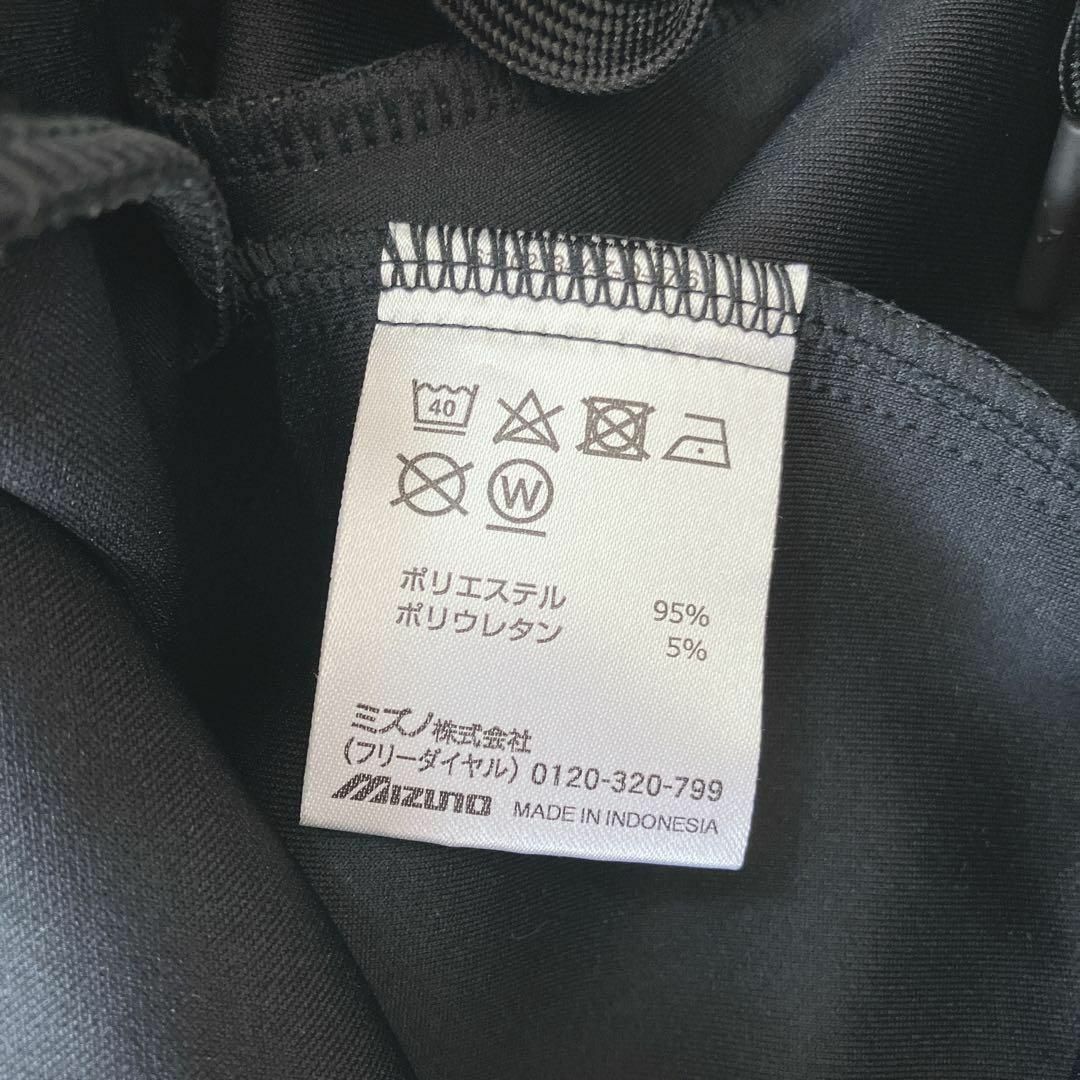 40
W
ポリエステル 95%
ポリウレタン 5%
ミズノ株式会社
(フリーダイヤル) 0120-320-799
MIZUNO MADE IN INDONESIA